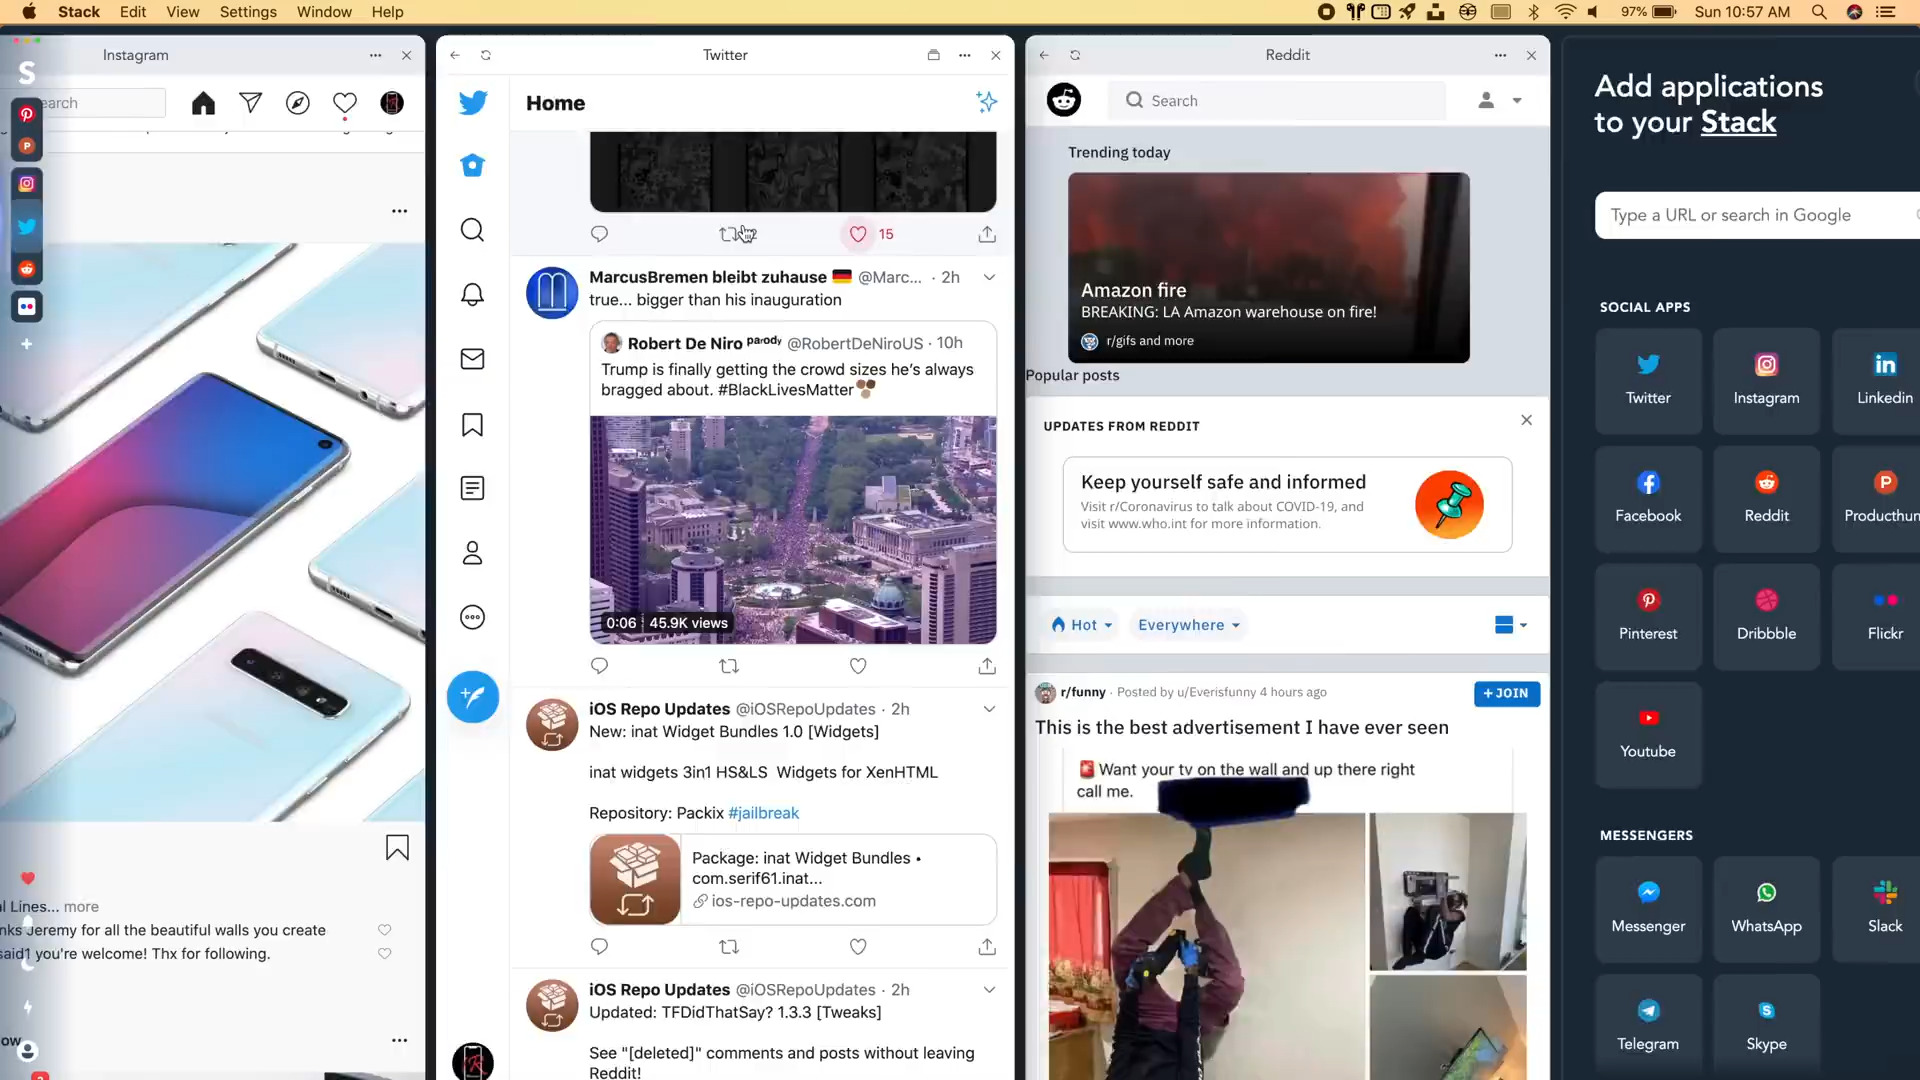 Stack Edit View Settings Window Help
97% Sun 10:57 AM
Instagram
earch
more
nks Jeremy for all the beautiful walls you create
said1 you're welcome! Thx for following.
Twitter
Home
15
MarcusBremen bleibt zuhause @Marc... · 2h
true... bigger than his inauguration
Robert De Niro parody @RobertDeNiroUS · 10h
Trump is finally getting the crowd sizes he's always
bragged about. #BlackLivesMatter
0:06 45.9K views
iOS Repo Updates @iOSRepoUpdates · 2h
New: inat Widget Bundles 1.0 [Widgets]
inat widgets 3in1 HS&LS Widgets for XenHTML
Repository: Packix #jailbreak
Package: inat Widget Bundles •
com.serif61.inat...
ios-repo-updates.com
iOS Repo Updates @iOSRepoUpdates · 2h
Updated: TFDidThatSay? 1.3.3 [Tweaks]
See "[deleted]" comments and posts without leaving
Reddit!
Reddit
Search
Trending today
Amazon fire
BREAKING: LA Amazon warehouse on fire!
r/gifs and more
Popular posts
UPDATES FROM REDDIT
Keep yourself safe and informed
Visit r/Coronavirus to talk about COVID-19, and
visit www.who.int for more information.
Hot Everywhere
r/funny · Posted by u/Everisfunny 4 hours ago
+ JOIN
This is the best advertisement I have ever seen
Want your tv on the wall and up there right
call me.
Add applications
to your Stack
Type a URL or search in Google
SOCIAL APPS
Twitter Instagram Linkedin
Facebook Reddit Producthun
Pinterest Dribbble Flickr
Youtube
MESSENGERS
Messenger WhatsApp Slack
Telegram Skype